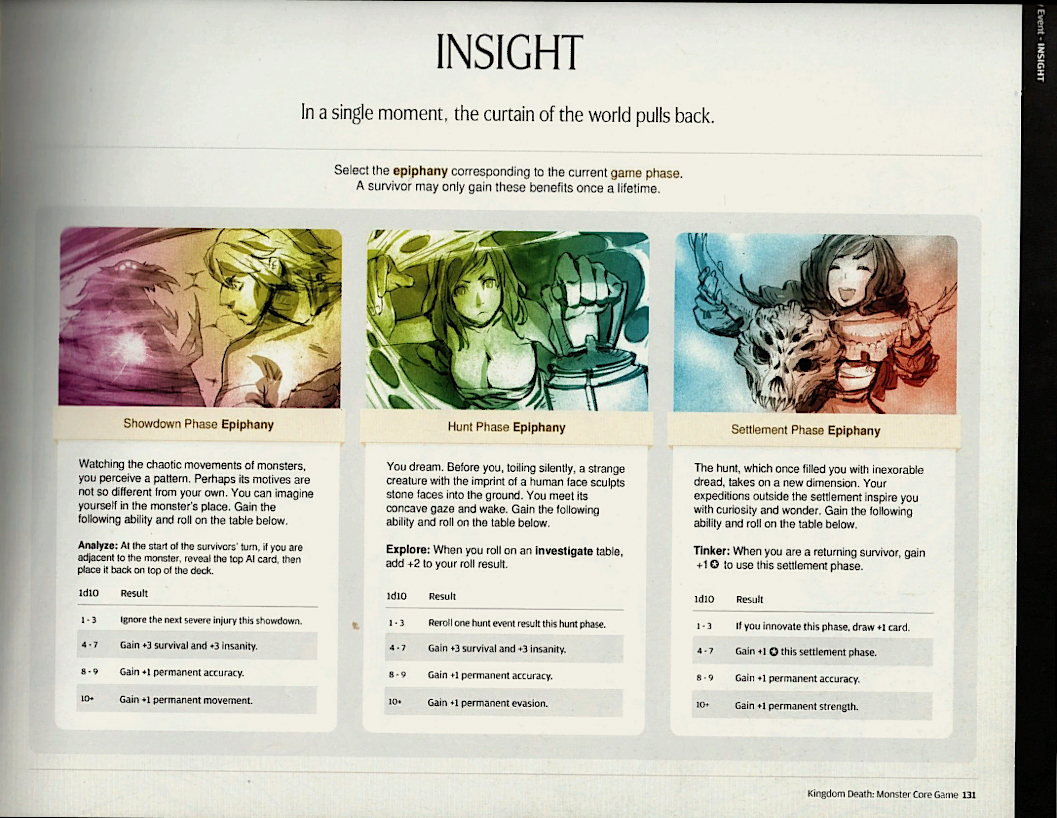 Event - INSIGHT
INSIGHT
In a single moment, the curtain of the world pulls back.
Select the epiphany corresponding to the current game phase.
A survivor may only gain these benefits once a lifetime.
Showdown Phase Epiphany
Watching the chaotic movements of monsters,
you perceive a pattern. Perhaps its motives are
not so different from your own. You can imagine
yourself in the monster's place. Gain the
following ability and roll on the table below.
Analyze: At the start of the survivors' turn, if you are
adjacent to the monster, reveal the top AI card, then
place it back on top of the deck.
1d10 Result
1 - 3 Ignore the next severe injury this showdown.
4 - 7 Gain +3 survival and +3 insanity.
8 - 9 Gain +1 permanent accuracy.
10+ Gain +1 permanent movement.
Hunt Phase Epiphany
You dream. Before you, toiling silently, a strange
creature with the imprint of a human face sculpts
stone faces into the ground. You meet its
concave gaze and wake. Gain the following
ability and roll on the table below.
Explore: When you roll on an investigate table,
add +2 to your roll result.
1d10 Result
1 - 3 Reroll one hunt event result this hunt phase.
4 - 7 Gain +3 survival and +3 insanity.
8 - 9 Gain +1 permanent accuracy.
10+ Gain +1 permanent evasion.
Settlement Phase Epiphany
The hunt, which once filled you with inexorable
dread, takes on a new dimension. Your
expeditions outside the settlement inspire you
with curiosity and wonder. Gain the following
ability and roll on the table below.
Tinker: When you are a returning survivor, gain
+1 ✪ to use this settlement phase.
1d10 Result
1 - 3 If you innovate this phase, draw +1 card.
4 - 7 Gain +1 ✪ this settlement phase.
8 - 9 Gain +1 permanent accuracy.
10+ Gain +1 permanent strength.
Kingdom Death: Monster Core Game 131